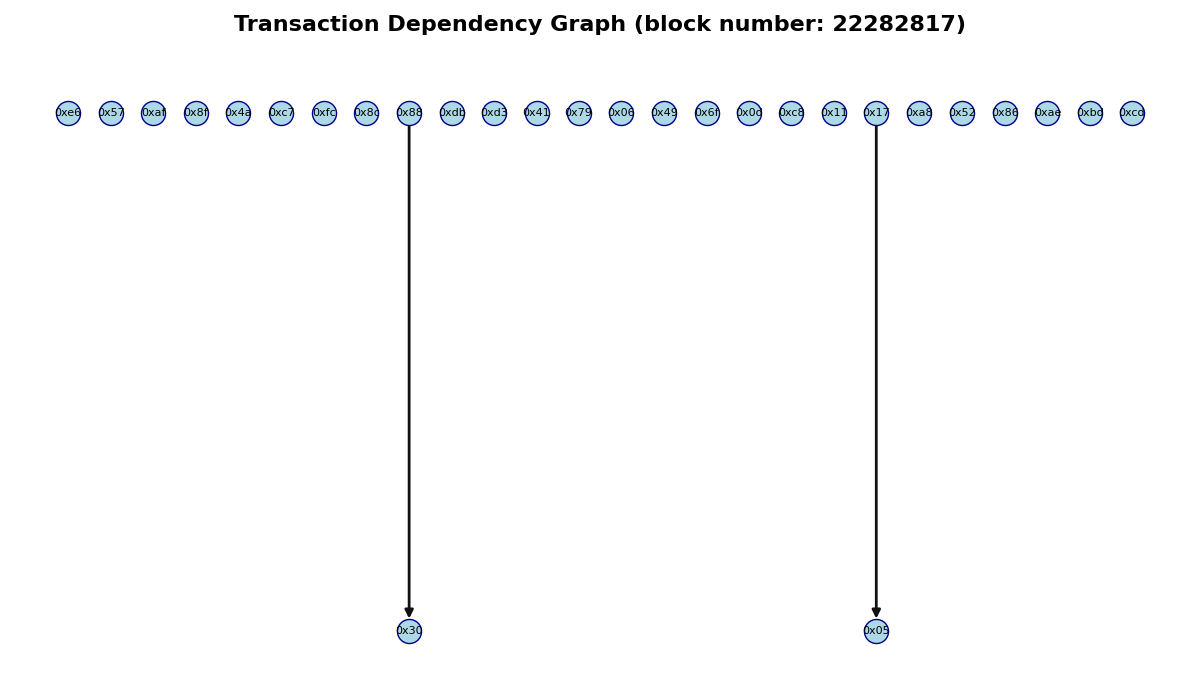 Transaction Dependency Graph (block number: 22282817)
0xe6 0x57 0xaf 0x8f 0x4a 0xc7 0xfc 0x8c 0x88 0xdb 0xd3 0x41 0x79 0x06 0x49 0x6f 0x0d 0xc8 0x11 0x17 0xa8 0x52 0x86 0xae 0xbd 0xcd
0x30 0x05